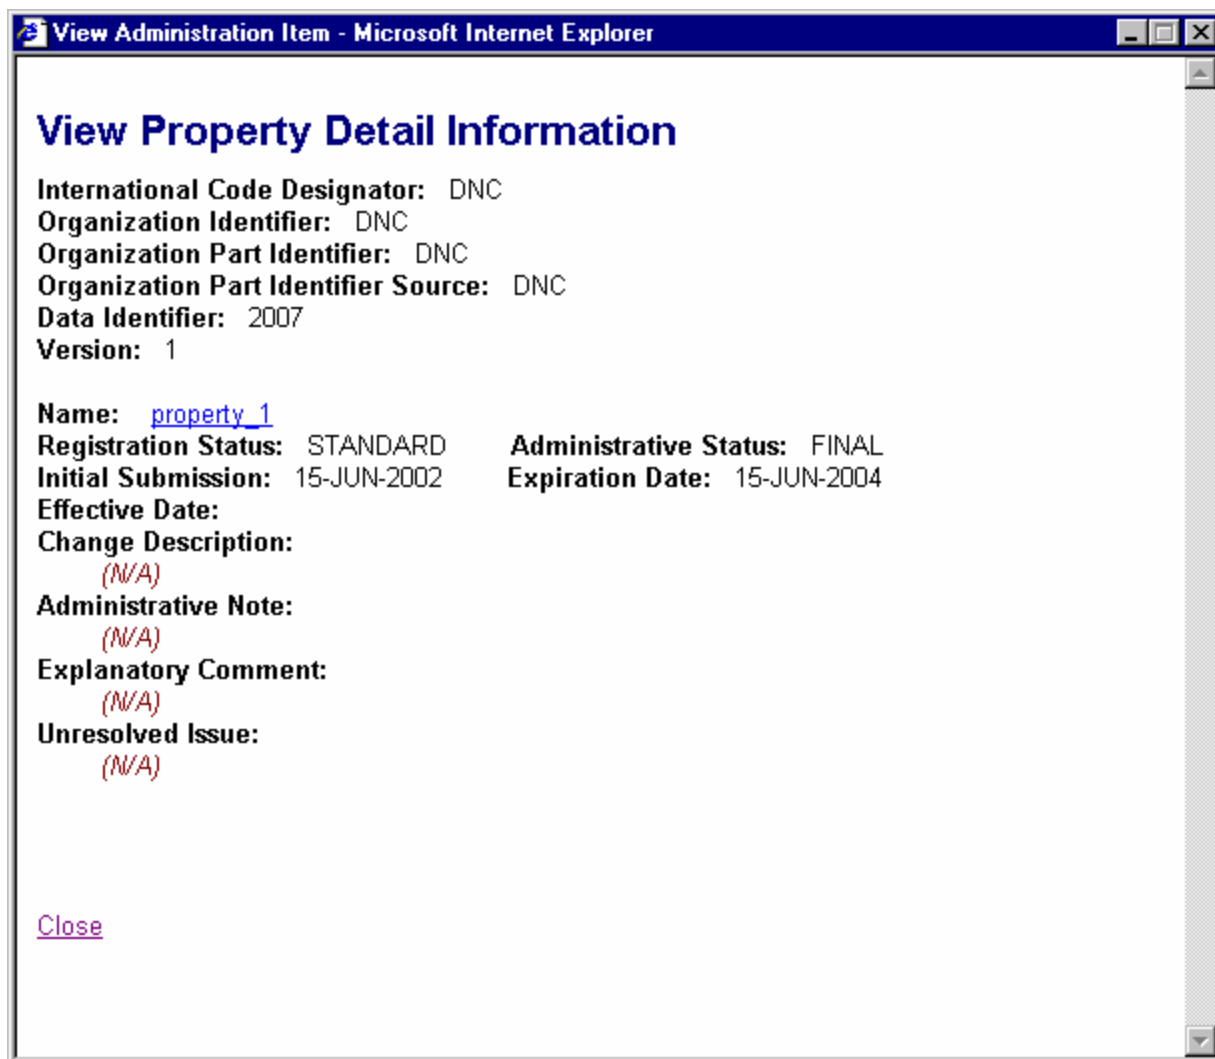 View Administration Item - Microsoft Internet Explorer
View Property Detail Information
International Code Designator: DNC
Organization Identifier: DNC
Organization Part Identifier: DNC
Organization Part Identifier Source: DNC
Data Identifier: 2007
Version: 1
Name: property_1
Registration Status: STANDARD Administrative Status: FINAL
Initial Submission: 15-JUN-2002 Expiration Date: 15-JUN-2004
Effective Date:
Change Description:
(N/A)
Administrative Note:
(N/A)
Explanatory Comment:
(N/A)
Unresolved Issue:
(N/A)
Close